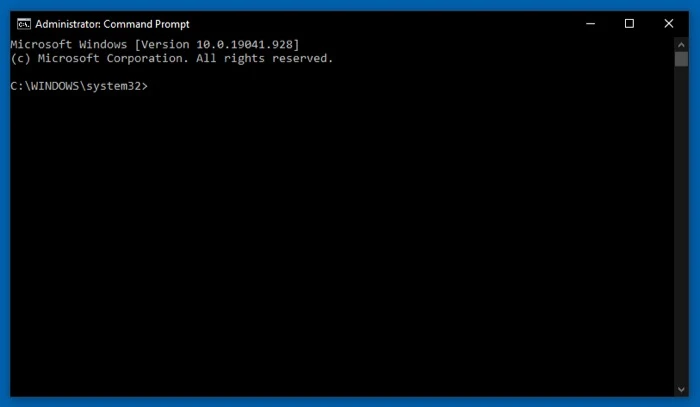 Administrator: Command Prompt
Microsoft Windows [Version 10.0.19041.928]
(c) Microsoft Corporation. All rights reserved.
C:\WINDOWS\system32>